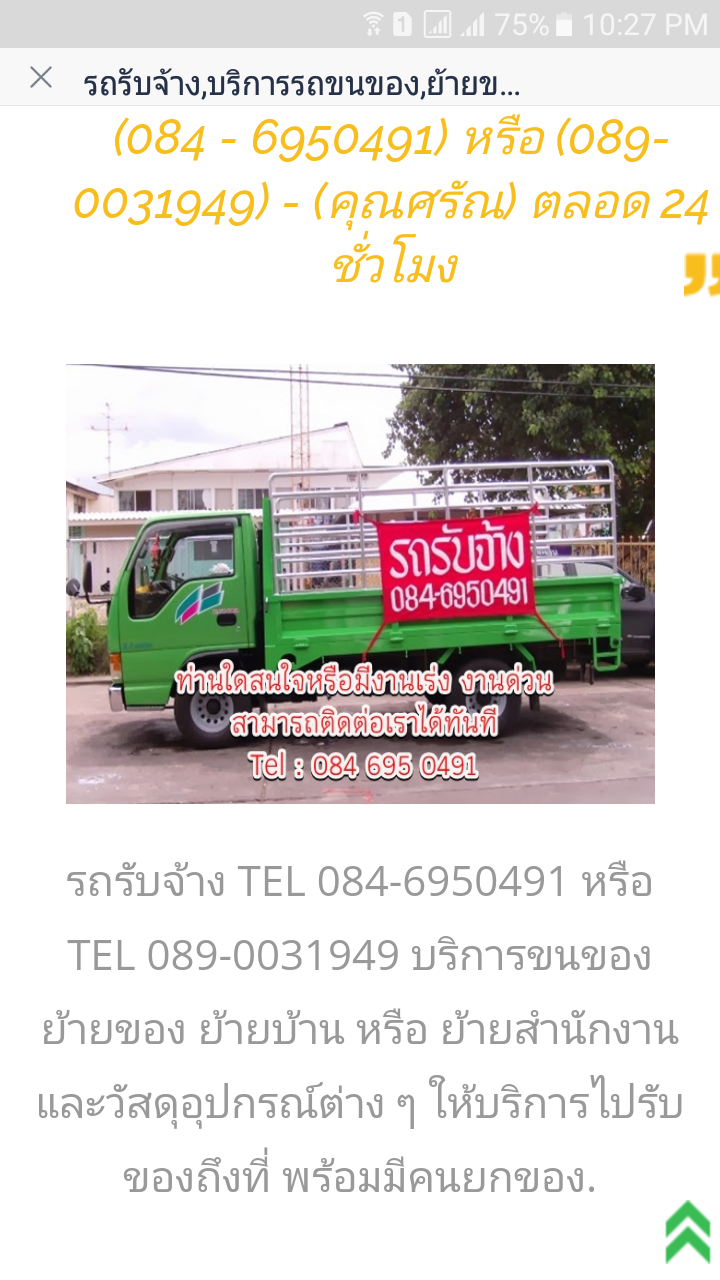 75% 10:27 PM
รถรับจ้าง,บริการรถขนของ,ย้ายข...
(084 - 6950491) หรือ (089-
0031949) - (คุณศรัณ) ตลอด 24
ชั่วโมง
”
รถรับจ้าง
084-6950491
ท่านใดสนใจหรือมีงานเร่ง งานด่วน
สามารถติดต่อเราได้ทันที
Tel : 084 695 0491
รถรับจ้าง TEL 084-6950491 หรือ
TEL 089-0031949 บริการขนของ
ย้ายของ ย้ายบ้าน หรือ ย้ายสำนักงาน
และวัสดุอุปกรณ์ต่าง ๆ ให้บริการไปรับ
ของถึงที่ พร้อมมีคนยกของ.